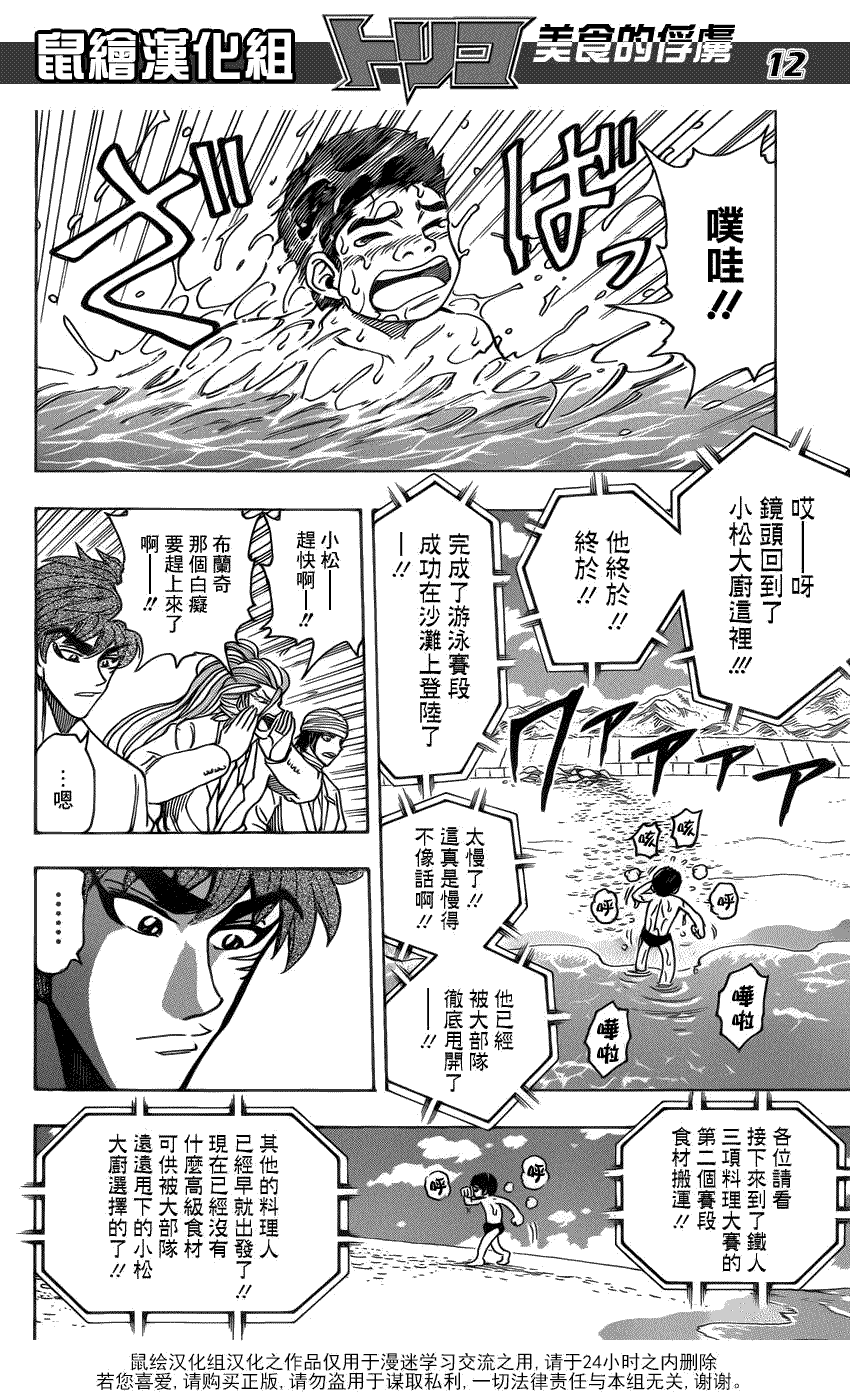 鼠繪漢化組
トリコ
美食的俘虜
12
ばっ
噗哇!!
哎——呀
鏡頭回到了
小松大廚這裡!!!
他終於!!
終於!!
完成了游泳賽段
成功在沙灘上登陸了
——!!
小松——
趕快啊——!!
布蘭奇
那個白癡
要趕上來了
啊——!!
…嗯
ワァァァ
咳
咳
呼
呼
嘩啦
嘩啦
太慢了!!
這真是慢得
不像話啊!!
他已經
被大部隊
徹底甩開了
——!!
……
各位請看
接下來到了鐵人
三項料理大賽的
第二個賽段
食材搬運!!
呼
呼
其他的料理人
已經早就出發了!!
現在已經沒有
什麼高級食材
可供被大部隊
遠遠甩下的小松
大廚選擇的了!!
鼠绘汉化组汉化之作品仅用于漫迷学习交流之用, 请于24小时之内删除
若您喜爱, 请购买正版, 请勿盗用于谋取私利, 一切法律责任与本组无关, 谢谢。